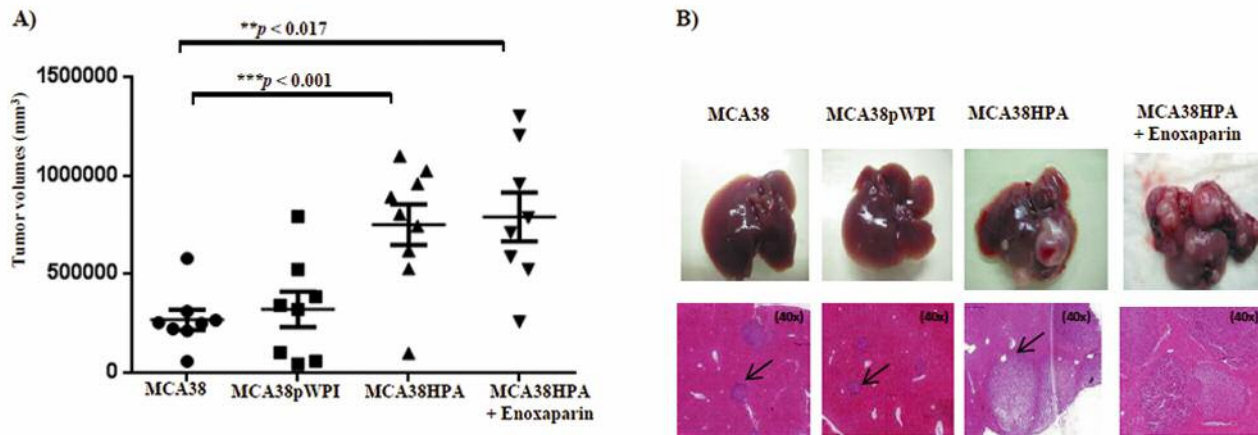 A)
**p < 0.017
***p < 0.001
Tumor volumes (mm³)
1500000
1000000
500000
0
MCA38
MCA38pWPI
MCA38HPA
MCA38HPA
+ Enoxaparin
B)
MCA38
MCA38pWPI
MCA38HPA
MCA38HPA
+ Enoxaparin
(40x)
(40x)
(40x)
(40x)